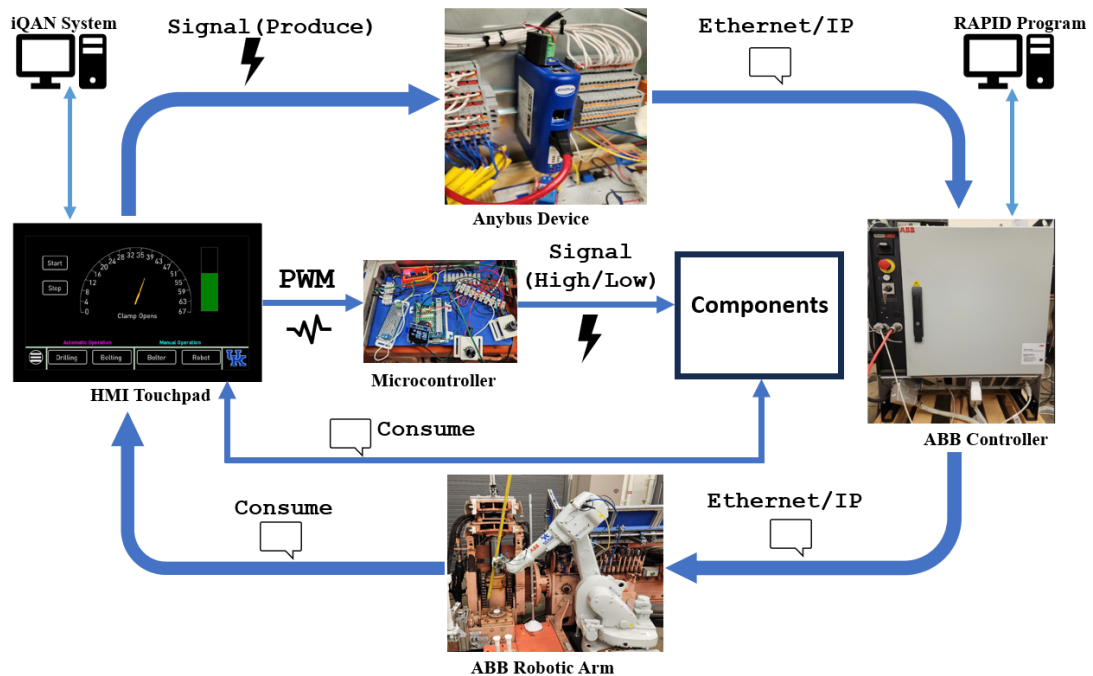 iQAN System
Signal(Produce)
Ethernet/IP
RAPID Program
Anybus Device
ABB
Start
Stop
0
4
8
12
16
20
24
28
32
35
39
43
47
51
55
59
63
67
Clamp Opens
Automatic Operation
Manual Operation
Drilling
Bolting
Bolter
Robot
UK
HMI Touchpad
PWM
Microcontroller
Signal
(High/Low)
Components
ABB Controller
Consume
Consume
Ethernet/IP
ABB
ABB Robotic Arm